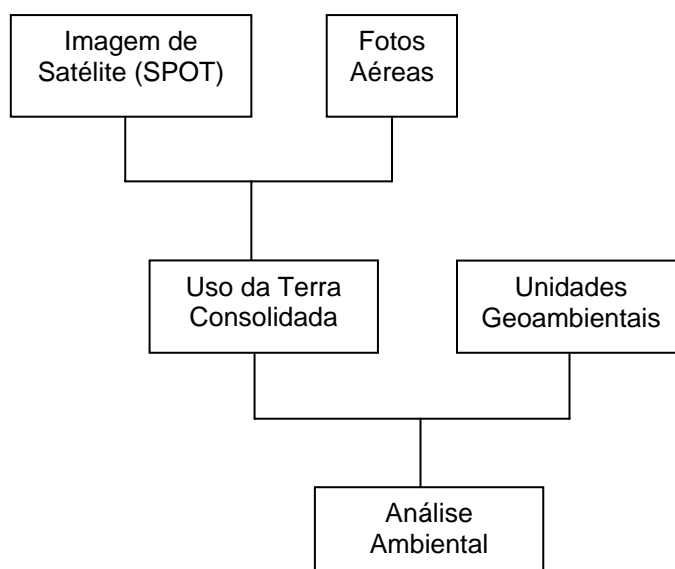 Imagem de
Satélite (SPOT)
Fotos
Aéreas
Uso da Terra
Consolidada
Unidades
Geoambientais
Análise
Ambiental